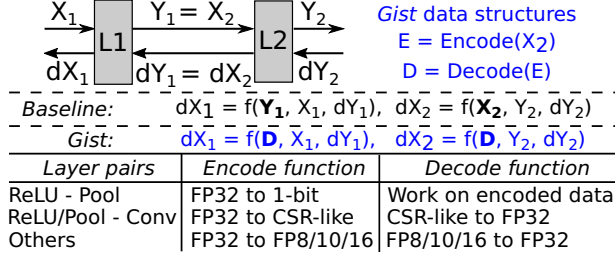 X1 Y1 = X2 Y2
L1 L2
dX1 dY1 = dX2 dY2
Gist data structures
E = Encode(X2)
D = Decode(E)
Baseline: dX1 = f(Y1, X1, dY1), dX2 = f(X2, Y2, dY2)
Gist: dX1 = f(D, X1, dY1), dX2 = f(D, Y2, dY2)
Layer pairs Encode function Decode function
ReLU - Pool FP32 to 1-bit Work on encoded data
ReLU/Pool - Conv FP32 to CSR-like CSR-like to FP32
Others FP32 to FP8/10/16 FP8/10/16 to FP32